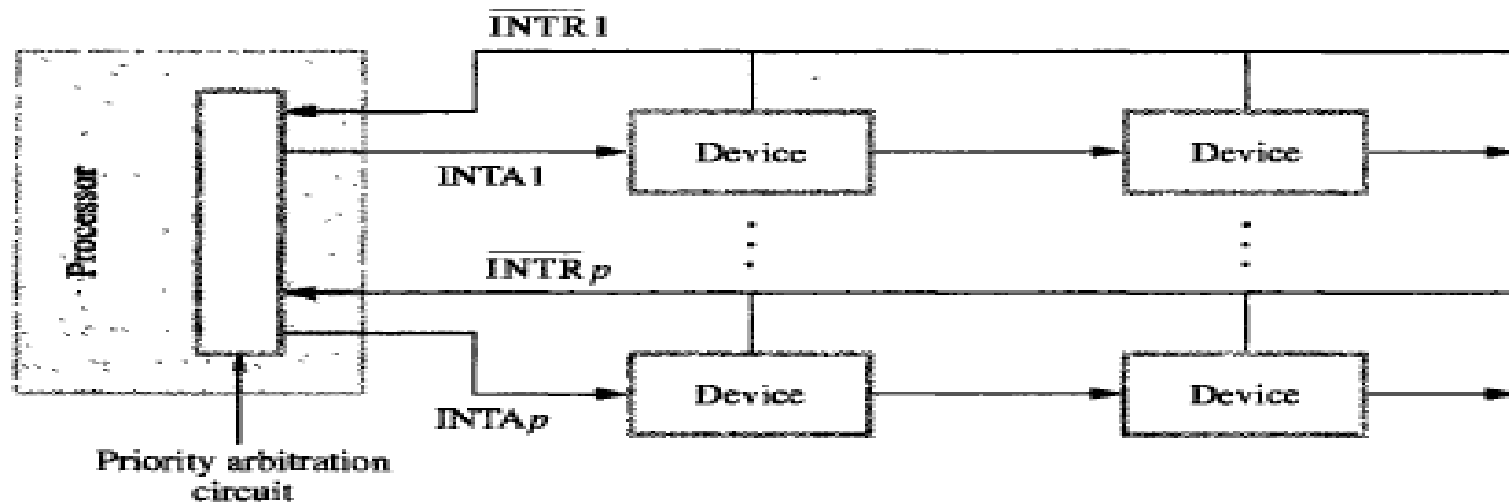 INTR1
Processor
Device
Device
INTA1
INTRp
Device
Device
INTAp
Priority arbitration
circuit